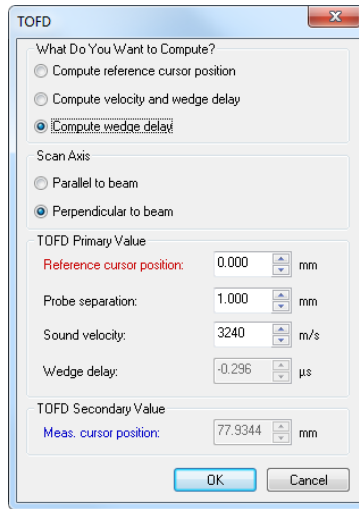 TOFD
What Do You Want to Compute?
Compute reference cursor position
Compute velocity and wedge delay
Compute wedge delay
Scan Axis
Parallel to beam
Perpendicular to beam
TOFD Primary Value
Reference cursor position: 0.000 mm
Probe separation: 1.000 mm
Sound velocity: 3240 m/s
Wedge delay: -0.296 µs
TOFD Secondary Value
Meas. cursor position: 77.9344 mm
OK Cancel